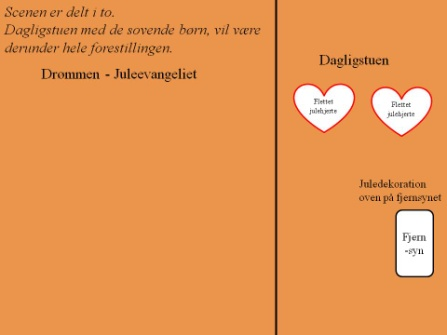 Scenen er delt i to.
Dagligstuen med de sovende børn, vil være
derunder hele forestillingen.
Drømmen - Juleevangeliet
Dagligstuen
Flettet
julehjerte
Flettet
julehjerte
Juledekoration
oven på fjernsynet
Fjern
-syn